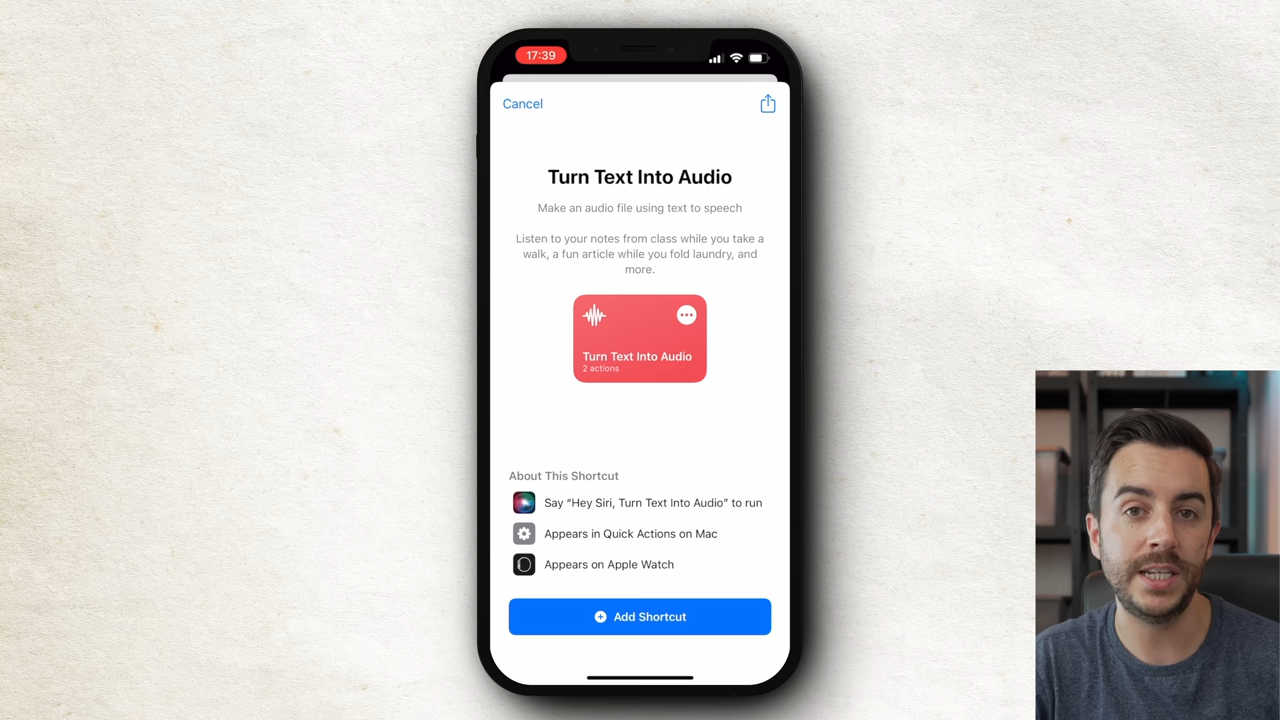 17:39
Cancel
Turn Text Into Audio
Make an audio file using text to speech
Listen to your notes from class while you take a
walk, a fun article while you fold laundry, and
more.
Turn Text Into Audio
2 actions
About This Shortcut
Say “Hey Siri, Turn Text Into Audio” to run
Appears in Quick Actions on Mac
Appears on Apple Watch
Add Shortcut